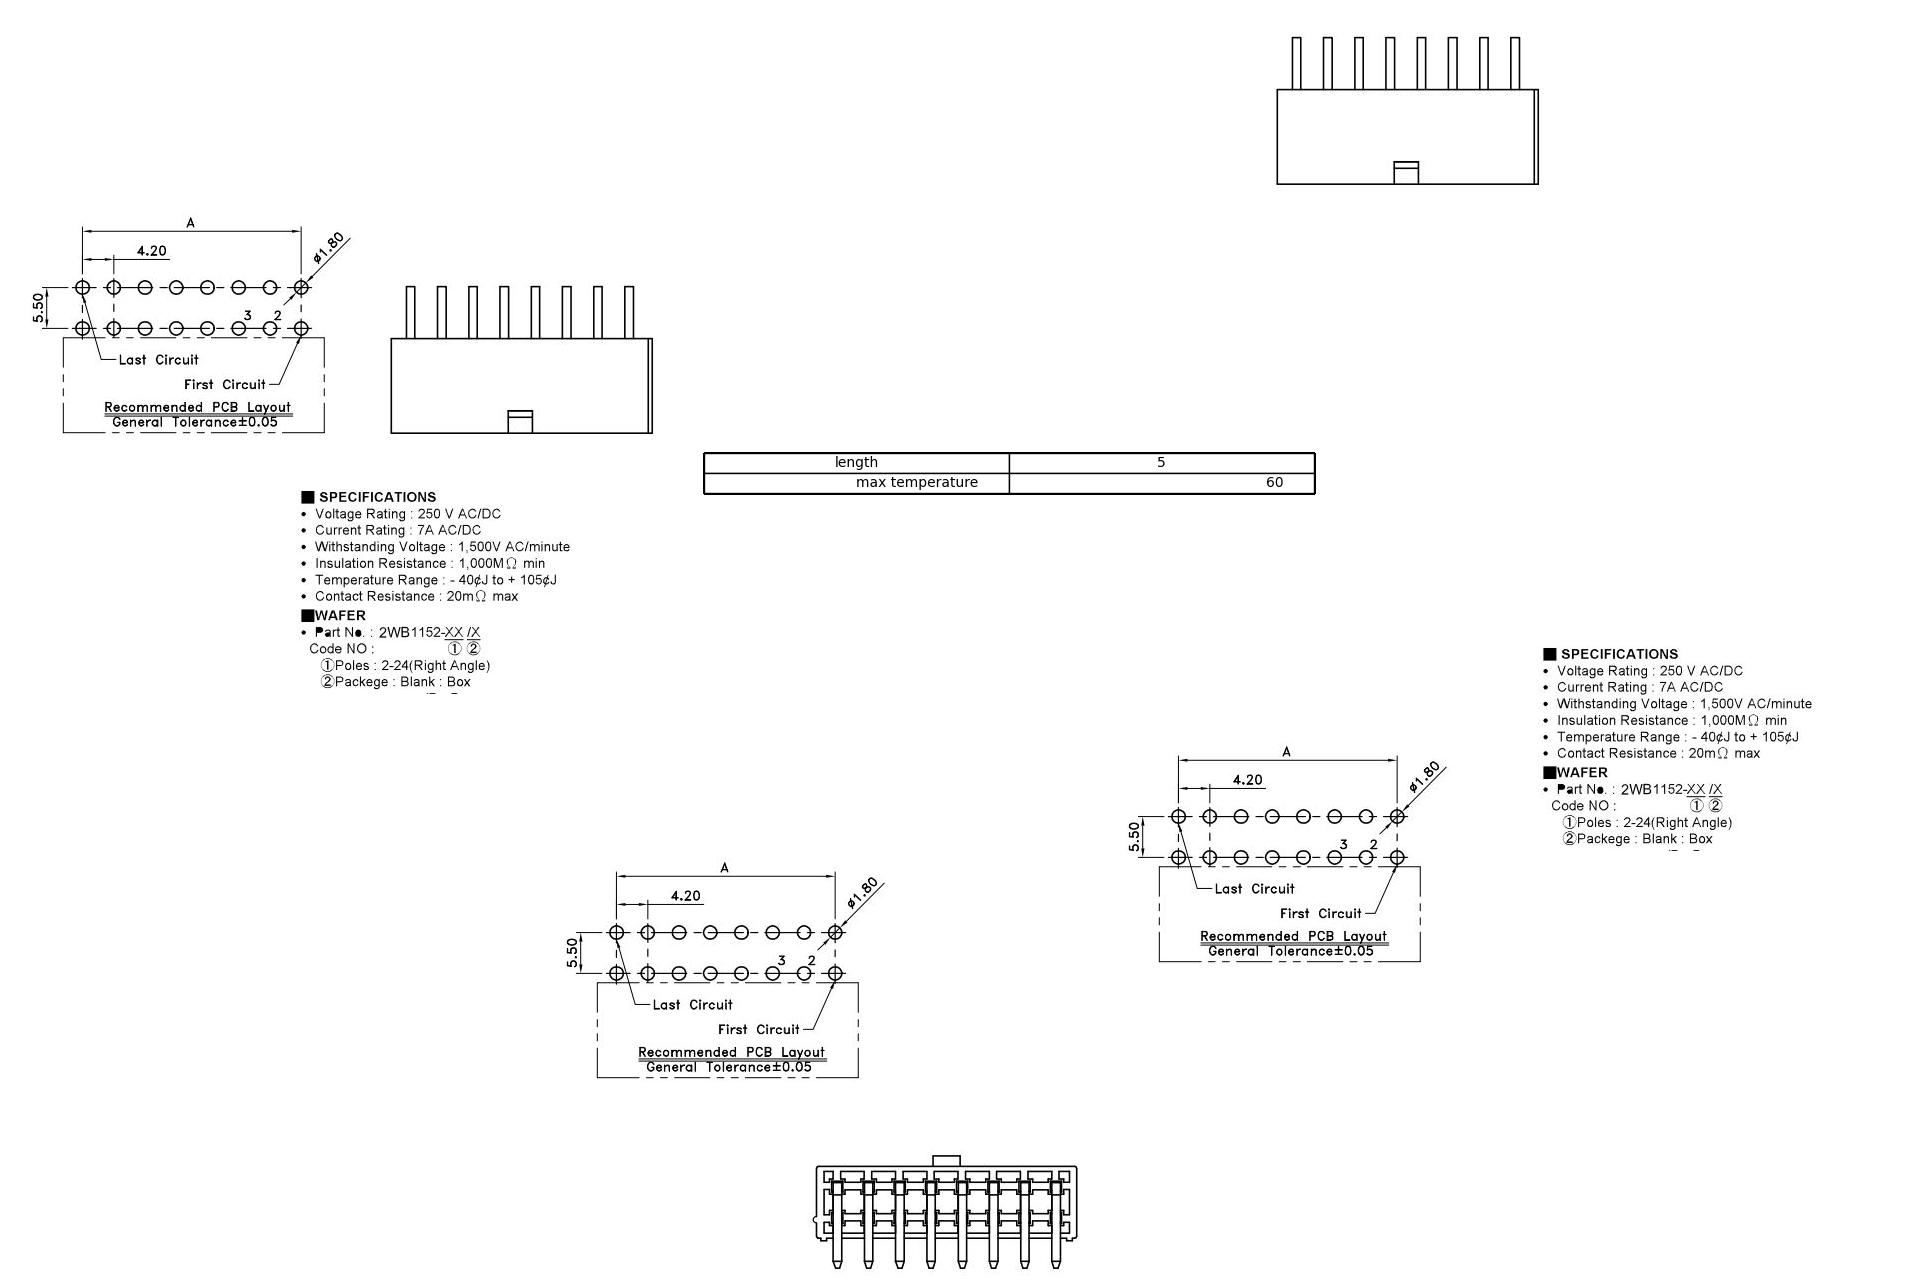 A
4.20
ø1.80
5.50
3 2
Last Circuit
First Circuit
Recommended PCB Layout
General Tolerance±0.05
length 5
max temperature 60
■ SPECIFICATIONS
• Voltage Rating : 250 V AC/DC
• Current Rating : 7A AC/DC
• Withstanding Voltage : 1,500V AC/minute
• Insulation Resistance : 1,000MΩ min
• Temperature Range : - 40¢J to + 105¢J
• Contact Resistance : 20mΩ max
■WAFER
• Part No. : 2WB1152-XX /X
Code NO : ① ②
①Poles : 2-24(Right Angle)
②Packege : Blank : Box
■ SPECIFICATIONS
• Voltage Rating : 250 V AC/DC
• Current Rating : 7A AC/DC
• Withstanding Voltage : 1,500V AC/minute
• Insulation Resistance : 1,000MΩ min
• Temperature Range : - 40¢J to + 105¢J
• Contact Resistance : 20mΩ max
■WAFER
• Part No. : 2WB1152-XX /X
Code NO : ① ②
①Poles : 2-24(Right Angle)
②Packege : Blank : Box
A
4.20
ø1.80
5.50
3 2
Last Circuit
First Circuit
Recommended PCB Layout
General Tolerance±0.05
A
4.20
ø1.80
5.50
3 2
Last Circuit
First Circuit
Recommended PCB Layout
General Tolerance±0.05